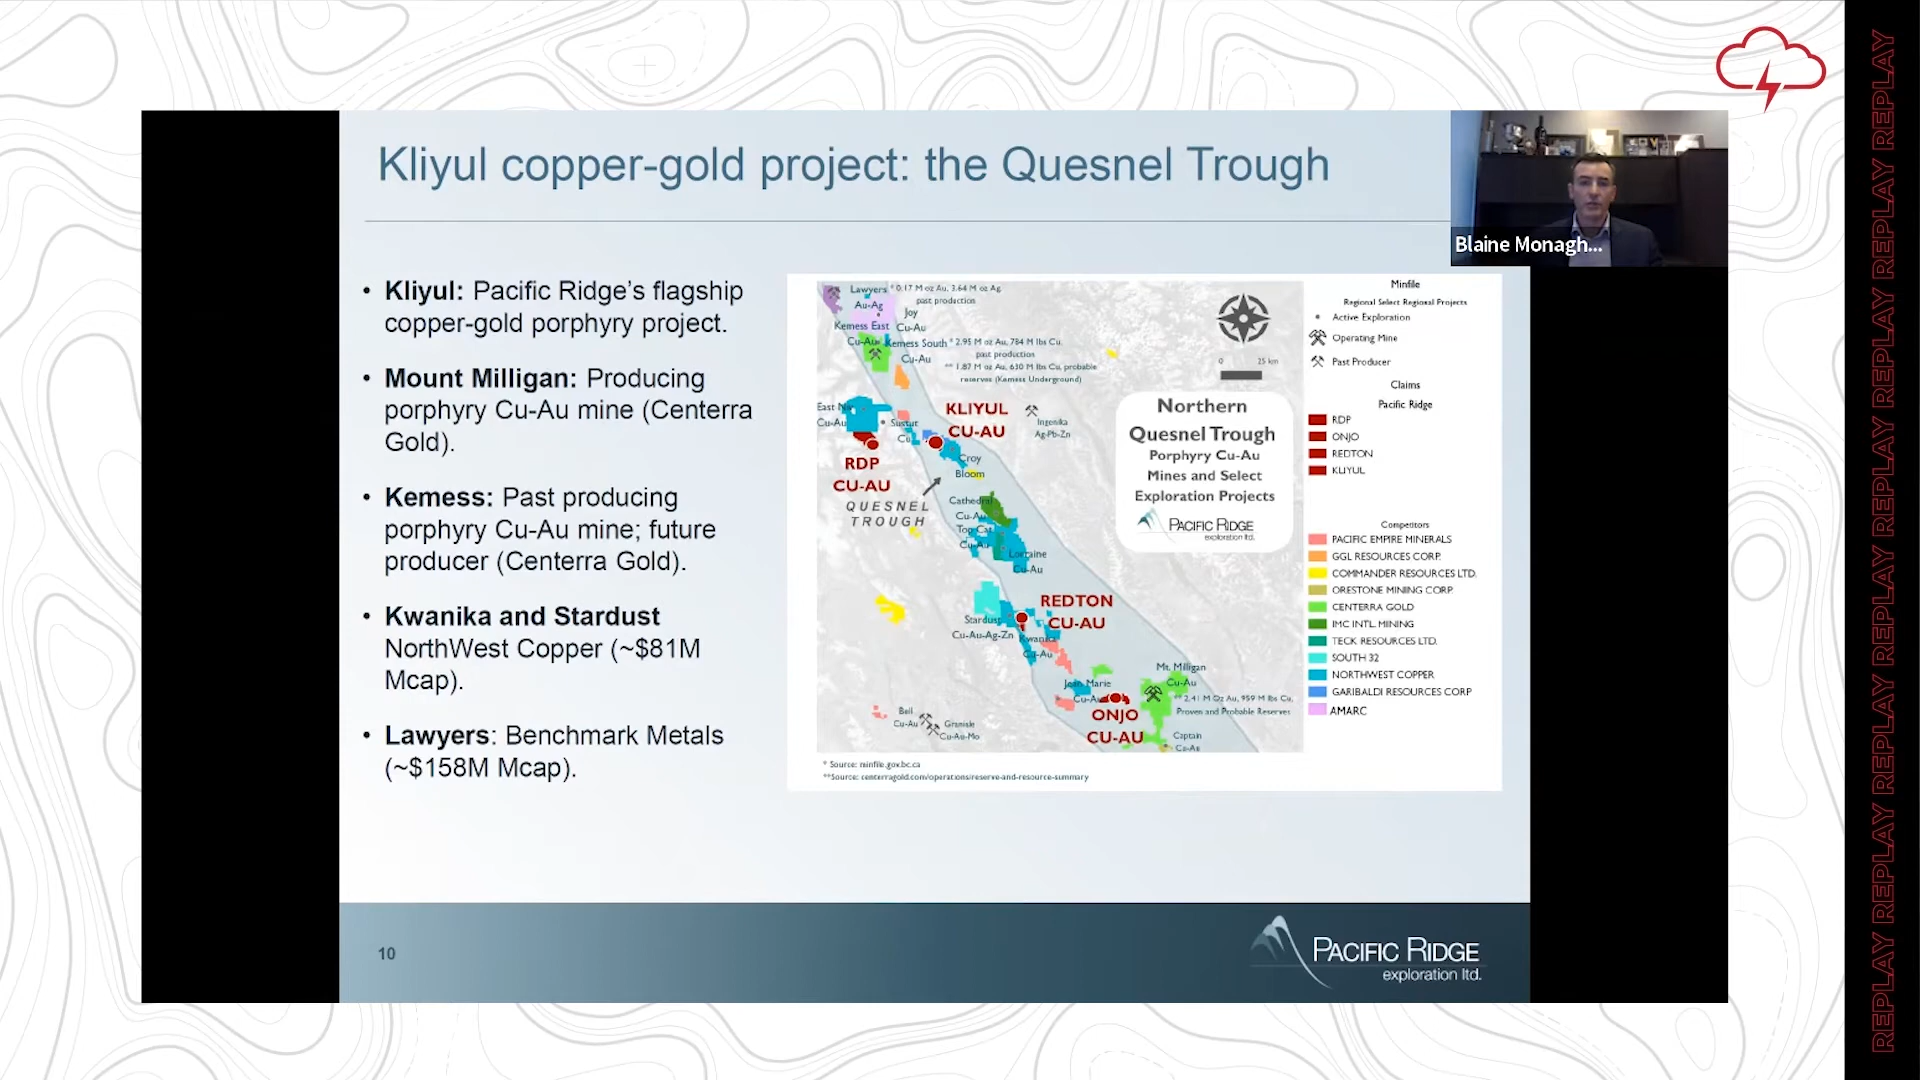 Kliyul copper-gold project: the Quesnel Trough
Blaine Monagh...
• Kliyul: Pacific Ridge’s flagship
copper-gold porphyry project.
• Mount Milligan: Producing
porphyry Cu-Au mine (Centerra
Gold).
• Kemess: Past producing
porphyry Cu-Au mine; future
producer (Centerra Gold).
• Kwanika and Stardust
NorthWest Copper (~$81M
Mcap).
• Lawyers: Benchmark Metals
(~$158M Mcap).
Lawyers
Au-Ag
* 0.17 M oz Au, 3.64 M oz Ag,
past production
Joy
Cu-Au
Kemess East
Cu-Au
Kemess South
Cu-Au
* 2.95 M oz Au, 784 M lbs Cu,
past production
** 1.87 M oz Au, 630 M lbs Cu, probable
reserves (Kemess Underground)
East
Cu-Au
Sustut
Cu
KLIYUL
CU-AU
Ingenika
Ag-Pb-Zn
RDP
CU-AU
Croy
Bloom
QUESNEL
TROUGH
Cathedral
Cu-Au
Top Cat
Cu-Au
Lorraine
Cu-Au
REDTON
CU-AU
Stardust
Cu-Au-Ag-Zn
Kwanika
Cu-Au
Jean Marie
Cu-Au
Mt. Milligan
Cu-Au
** 2.41 M Oz Au, 959 M lbs Cu,
Proven and Probable Reserves
ONJO
CU-AU
Bell
Cu-Au
Granisle
Cu-Au-Mo
Captain
Cu-Au
0 25 km
Northern
Quesnel Trough
Porphyry Cu-Au
Mines and Select
Exploration Projects
PACIFIC RIDGE
exploration ltd.
Minfile
Regional Select Regional Projects
Active Exploration
Operating Mine
Past Producer
Claims
Pacific Ridge
RDP
ONJO
REDTON
KLIYUL
Competitors
PACIFIC EMPIRE MINERALS
GGL RESOURCES CORP.
COMMANDER RESOURCES LTD.
ORESTONE MINING CORP.
CENTERRA GOLD
IMC INTL. MINING
TECK RESOURCES LTD.
SOUTH 32
NORTHWEST COPPER
GARIBALDI RESOURCES CORP
AMARC
* Source: minfile.gov.bc.ca
**Source: centerragold.com/operations/reserve-and-resource-summary
10
PACIFIC RIDGE
exploration ltd.
REPLAY REPLAY REPLAY REPLAY REPLAY REPLAY REPLAY REPLAY REPLAY REPLAY REPLAY